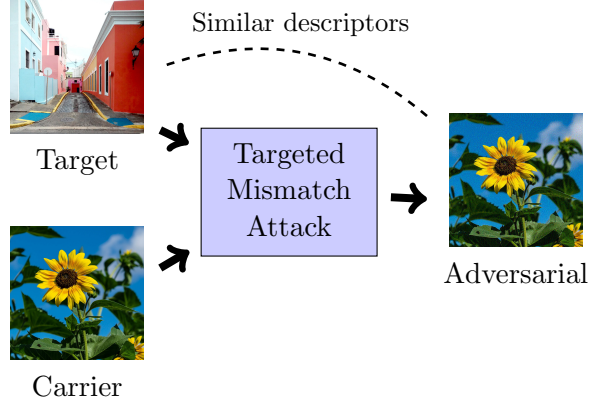 Similar descriptors
Target
Targeted
Mismatch
Attack
Adversarial
Carrier